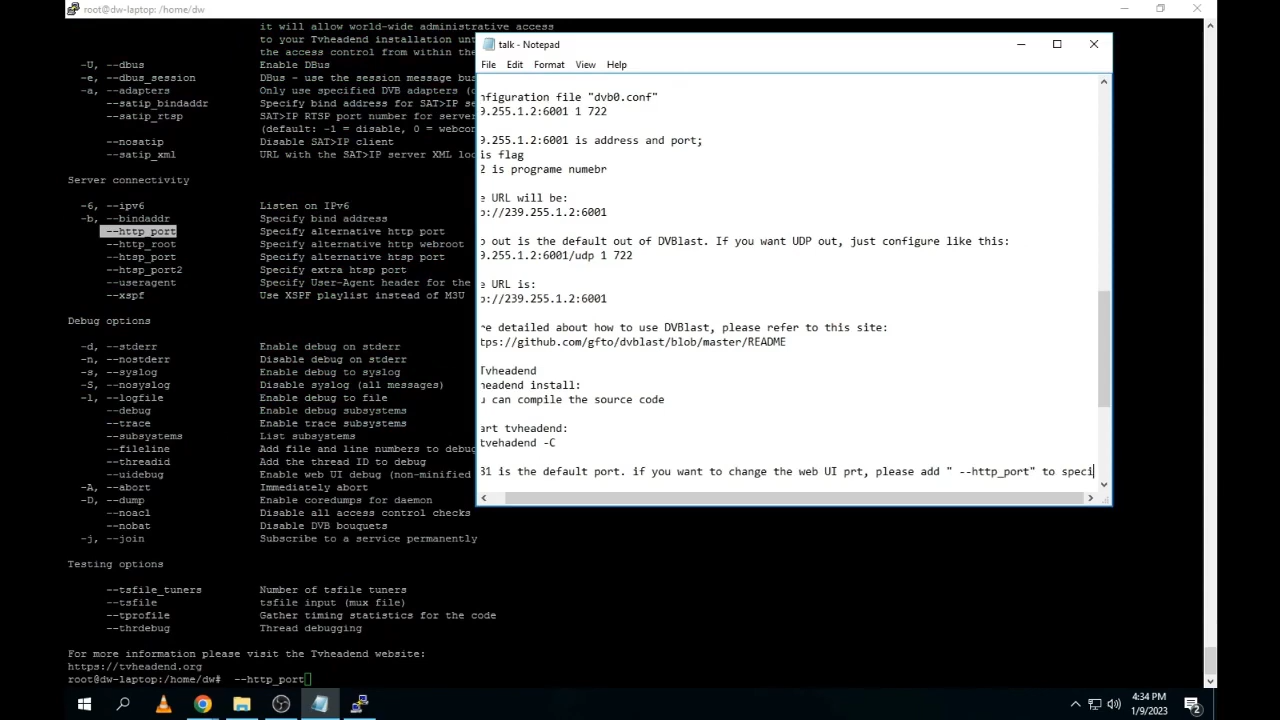 root@dw-laptop: /home/dw
it will allow world-wide administrative access
to your Tvheadend installation unt
the access control from within the
-U, --dbus Enable DBus
-e, --dbus_session DBus - use the session message bus
-a, --adapters Only use specified DVB adapters (c
--satip_bindaddr Specify bind address for SAT>IP se
--satip_rtsp SAT>IP RTSP port number for server
(default: -1 = disable, 0 = webcon
--nosatip Disable SAT>IP client
--satip_xml URL with the SAT>IP server XML loc
Server connectivity
-6, --ipv6 Listen on IPv6
-b, --bindaddr Specify bind address
--http_port Specify alternative http port
--http_root Specify alternative http webroot
--htsp_port Specify alternative htsp port
--htsp_port2 Specify extra htsp port
--useragent Specify User-Agent header for the
--xspf Use XSPF playlist instead of M3U
Debug options
-d, --stderr Enable debug on stderr
-n, --nostderr Disable debug on stderr
-s, --syslog Enable debug to syslog
-S, --nosyslog Disable syslog (all messages)
-l, --logfile Enable debug to file
--debug Enable debug subsystems
--trace Enable trace subsystems
--subsystems List subsystems
--fileline Add file and line numbers to debug
--threadid Add the thread ID to debug
--uidebug Enable web UI debug (non-minified
-A, --abort Immediately abort
-D, --dump Enable coredumps for daemon
--noacl Disable all access control checks
--nobat Disable DVB bouquets
-j, --join Subscribe to a service permanently
Testing options
--tsfile_tuners Number of tsfile tuners
--tsfile tsfile input (mux file)
--tprofile Gather timing statistics for the code
--thrdebug Thread debugging
For more information please visit the Tvheadend website:
https://tvheadend.org
root@dw-laptop:/home/dw# --http_port
talk - Notepad
File Edit Format View Help
nfiguration file "dvb0.conf"
9.255.1.2:6001 1 722
9.255.1.2:6001 is address and port;
is flag
2 is programe numebr
e URL will be:
p://239.255.1.2:6001
p out is the default out of DVBlast. If you want UDP out, just configure like this:
9.255.1.2:6001/udp 1 722
e URL is:
p://239.255.1.2:6001
re detailed about how to use DVBlast, please refer to this site:
tps://github.com/gfto/dvblast/blob/master/README
Tvheadend
headend install:
u can compile the source code
art tvheadend:
tvehadend -C
81 is the default port. if you want to change the web UI prt, please add " --http_port" to speci
4:34 PM
1/9/2023
2